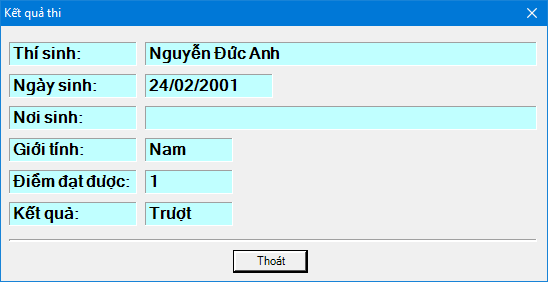 Kết quả thi
Thí sinh: Nguyễn Đức Anh
Ngày sinh: 24/02/2001
Nơi sinh:
Giới tính: Nam
Điểm đạt được: 1
Kết quả: Trượt
Thoát